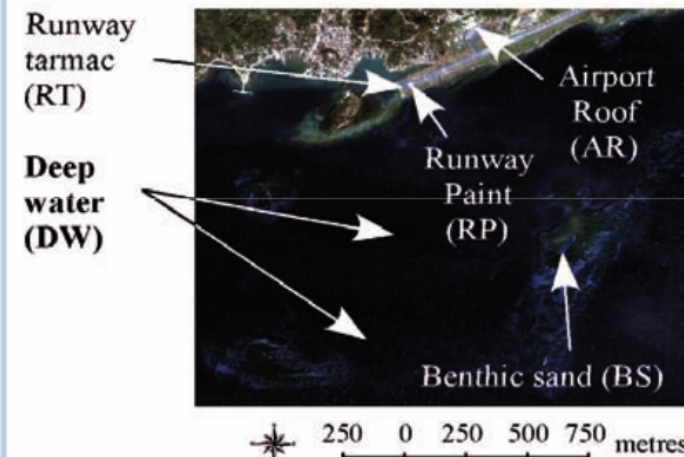 Runway
tarmac
(RT)
Deep
water
(DW)
Airport
Roof
(AR)
Runway
Paint
(RP)
Benthic sand (BS)
250 0 250 500 750 metres